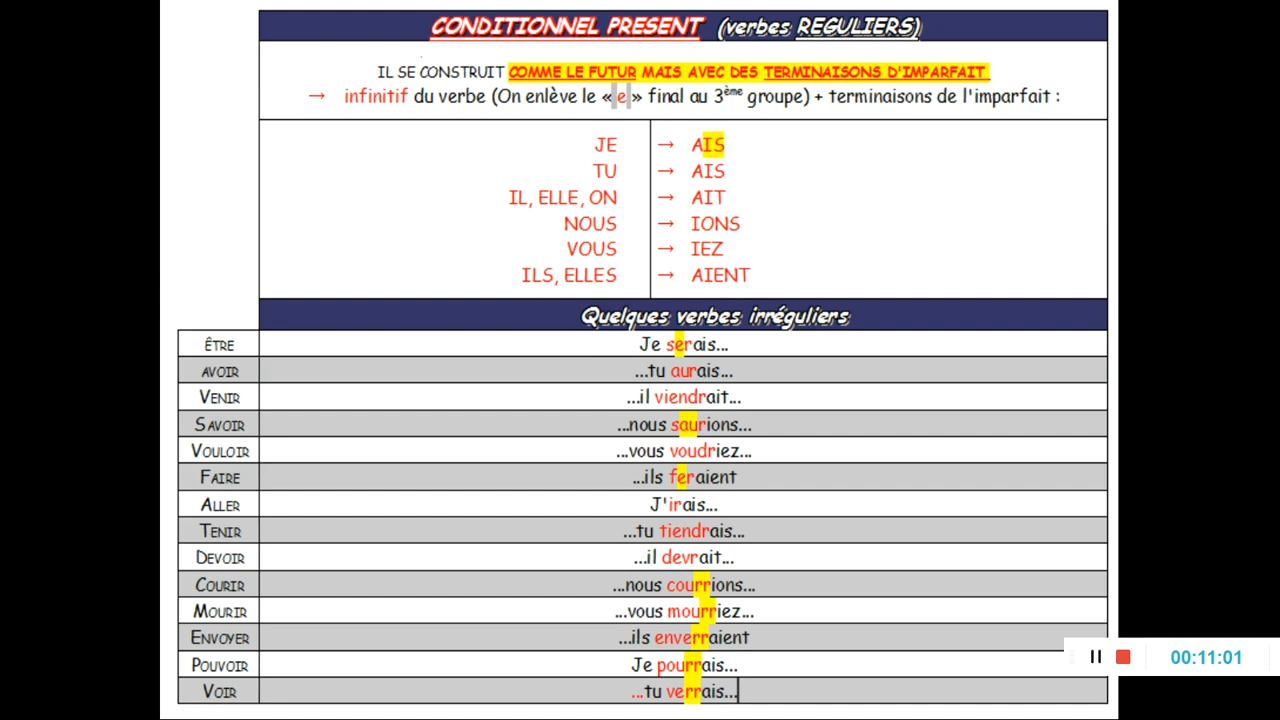 CONDITIONNEL PRESENT (verbes REGULIERS)
IL SE CONSTRUIT COMME LE FUTUR MAIS AVEC DES TERMINAISONS D'IMPARFAIT
→ infinitif du verbe (On enlève le « e » final au 3ème groupe) + terminaisons de l'imparfait :
JE → AIS
TU → AIS
IL, ELLE, ON → AIT
NOUS → IONS
VOUS → IEZ
ILS, ELLES → AIENT
Quelques verbes irréguliers
ÊTRE Je serais...
AVOIR ...tu aurais...
VENIR ...il viendrait...
SAVOIR ...nous saurions...
VOULOIR ...vous voudriez...
FAIRE ...ils feraient
ALLER J'irais...
TENIR ...tu tiendrais...
DEVOIR ...il devrait...
COURIR ...nous courrions...
MOURIR ...vous mourriez...
ENVOYER ...ils enverraient
POUVOIR Je pourrais...
VOIR ...tu verrais...
00:11:01